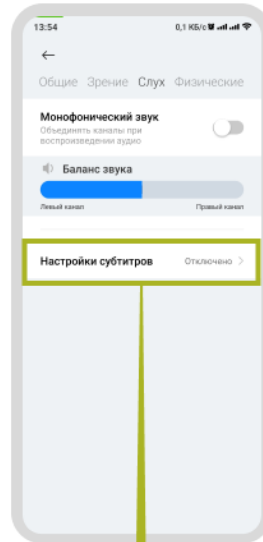 13:54 0,1 КБ/с
Общие Зрение Слух Физические
Монофонический звук
Объединять каналы при
воспроизведении аудио
Баланс звука
Левый канал Правый канал
Настройки субтитров Отключено